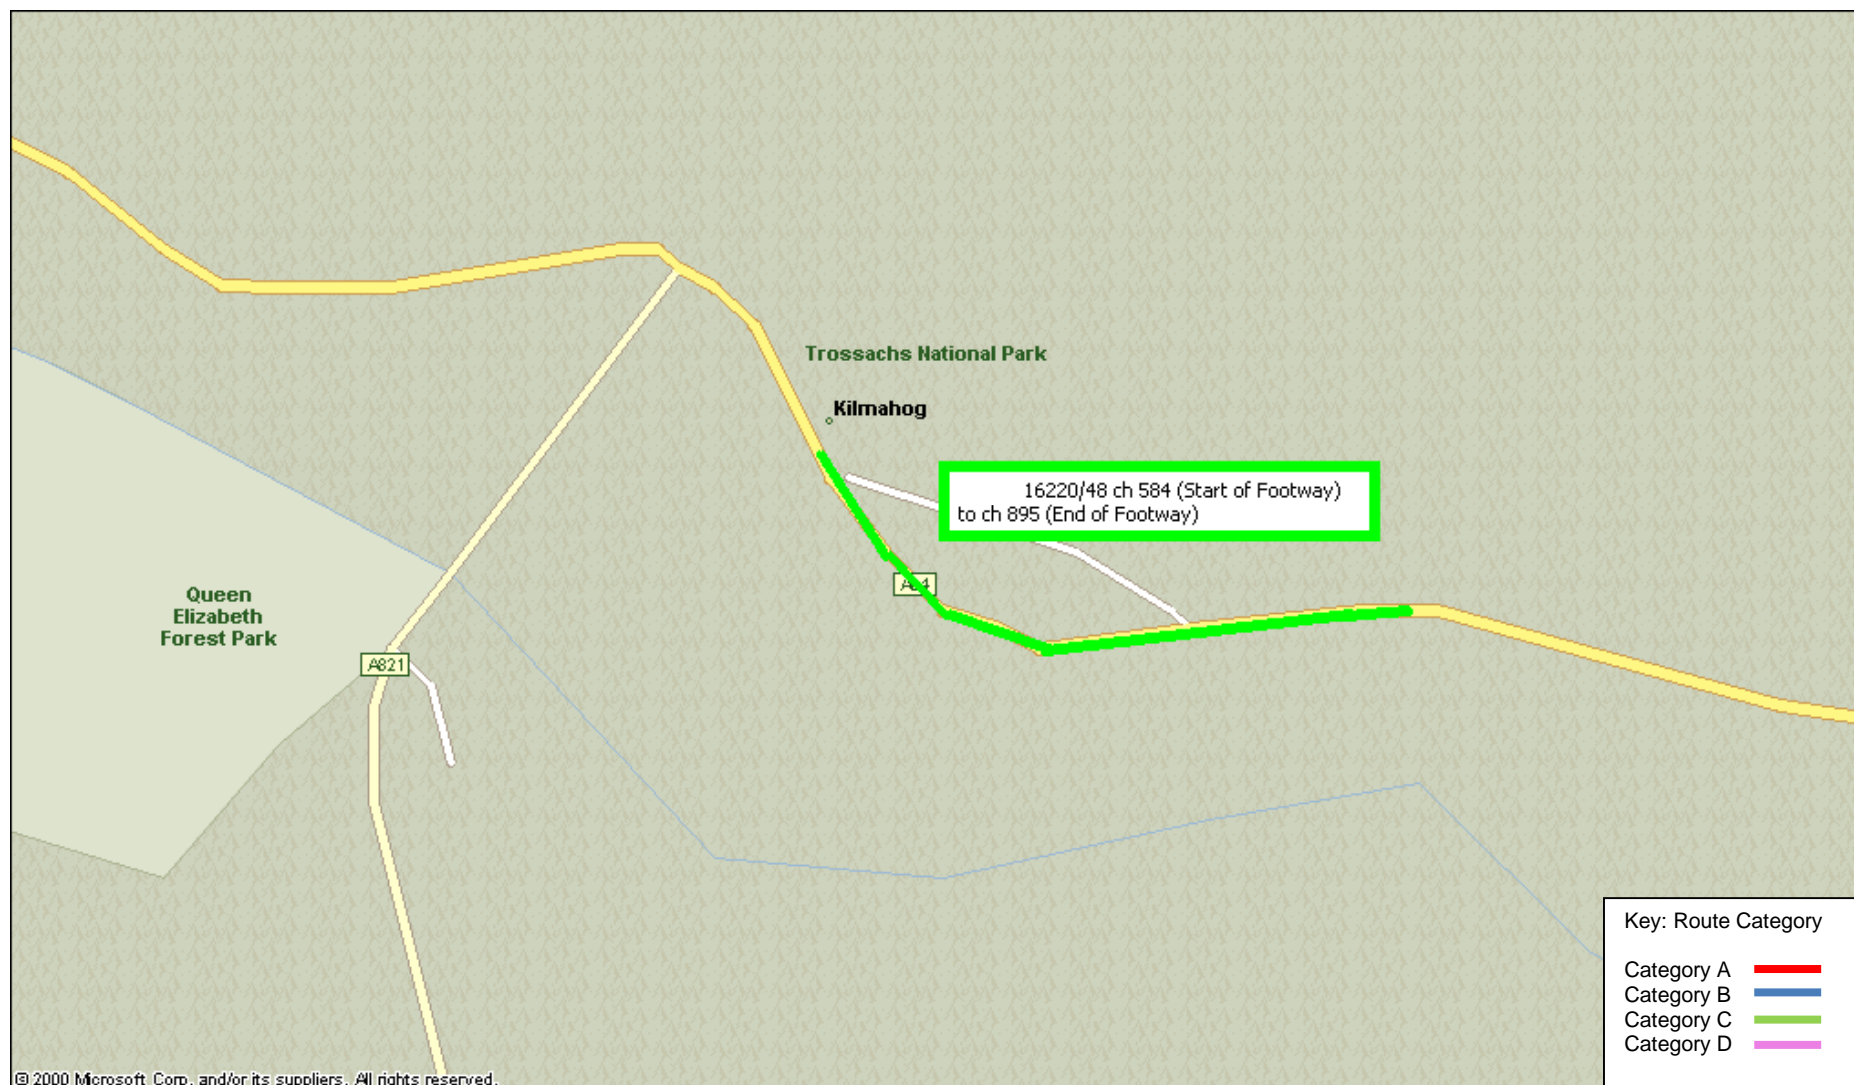 Trossachs National Park
Kilmahog
16220/48 ch 584 (Start of Footway)
to ch 895 (End of Footway)
A84
Queen
Elizabeth
Forest Park
A821
Key: Route Category
Category A
Category B
Category C
Category D
© 2000 Microsoft Corp. and/or its suppliers. All rights reserved.